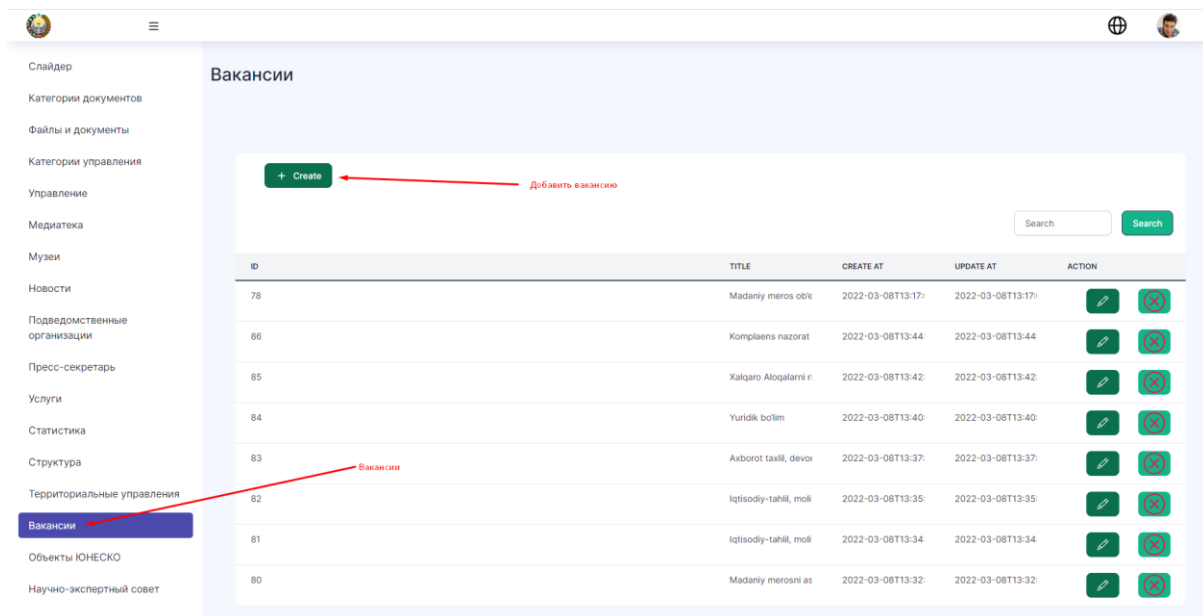 Слайдер
Категории документов
Файлы и документы
Категории управления
Управление
Медиатека
Музеи
Новости
Подведомственные
организации
Пресс-секретарь
Услуги
Статистика
Структура
Территориальные управления
Вакансии
Объекты ЮНЕСКО
Научно-экспертный совет
Вакансии
+ Create
Добавить вакансию
Search Search
ID TITLE CREATE AT UPDATE AT ACTION
78 Madaniy meros ob'e 2022-03-08T13:17: 2022-03-08T13:17:
86 Komplaens nazorat 2022-03-08T13:44 2022-03-08T13:44
85 Xalqaro Aloqalarni ri 2022-03-08T13:42: 2022-03-08T13:42:
84 Yuridik bo'lim 2022-03-08T13:40: 2022-03-08T13:40:
83 Axborot taxlil, devo 2022-03-08T13:37: 2022-03-08T13:37:
Вакансии
82 Iqtisodiy-tahlil, moli 2022-03-08T13:35: 2022-03-08T13:35:
81 Iqtisodiy-tahlil, moli 2022-03-08T13:34: 2022-03-08T13:34:
80 Madaniy merosni as 2022-03-08T13:32: 2022-03-08T13:32: